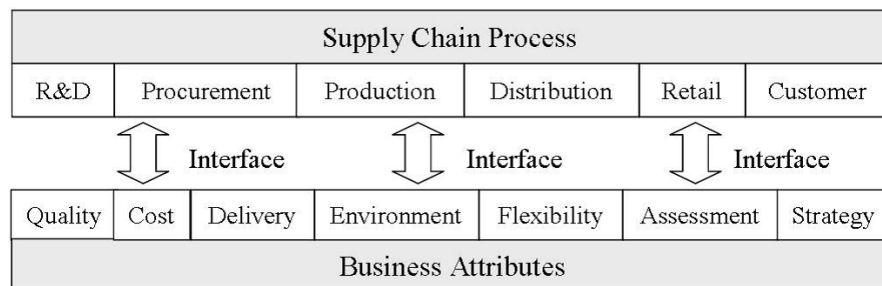 Supply Chain Process
R&D Procurement Production Distribution Retail Customer
Interface Interface Interface
Quality Cost Delivery Environment Flexibility Assessment Strategy
Business Attributes